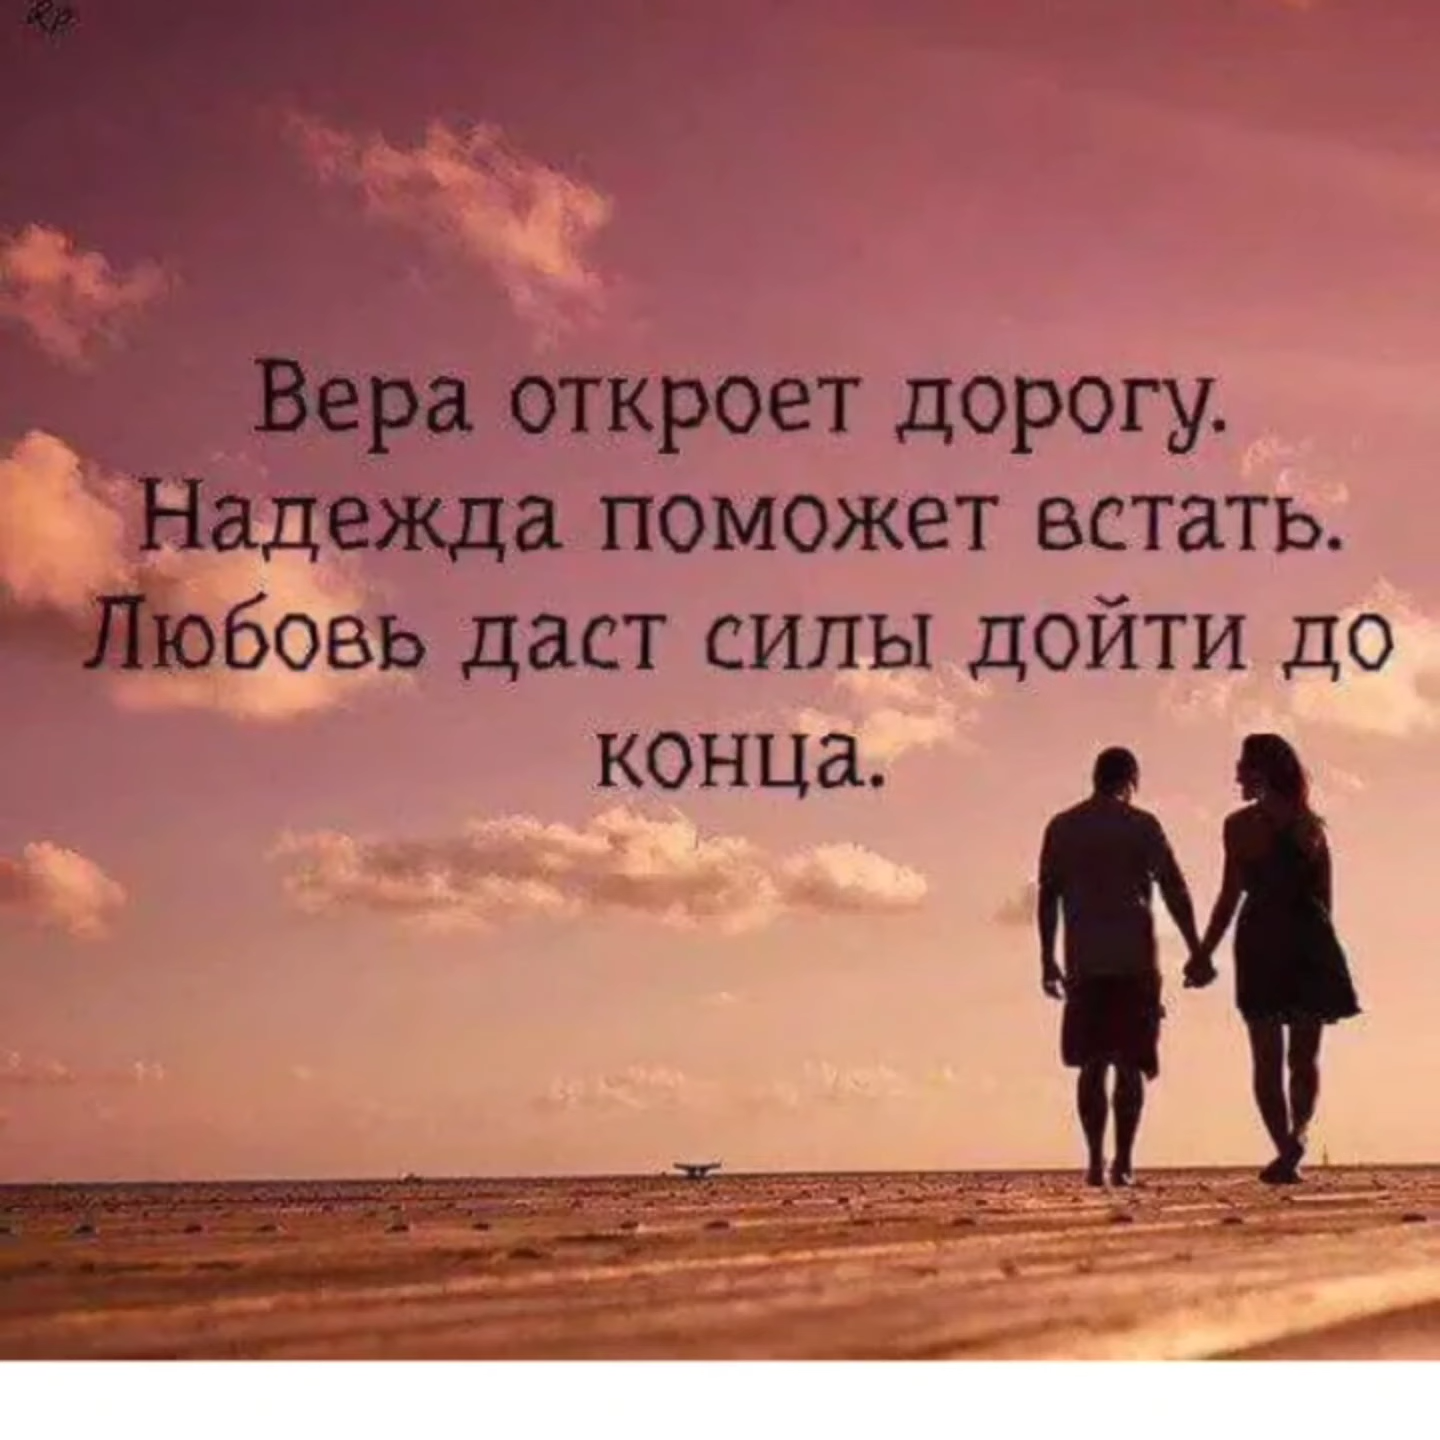 Вера откроет дорогу.
Надежда поможет встать.
Любовь даст силы дойти до
конца.